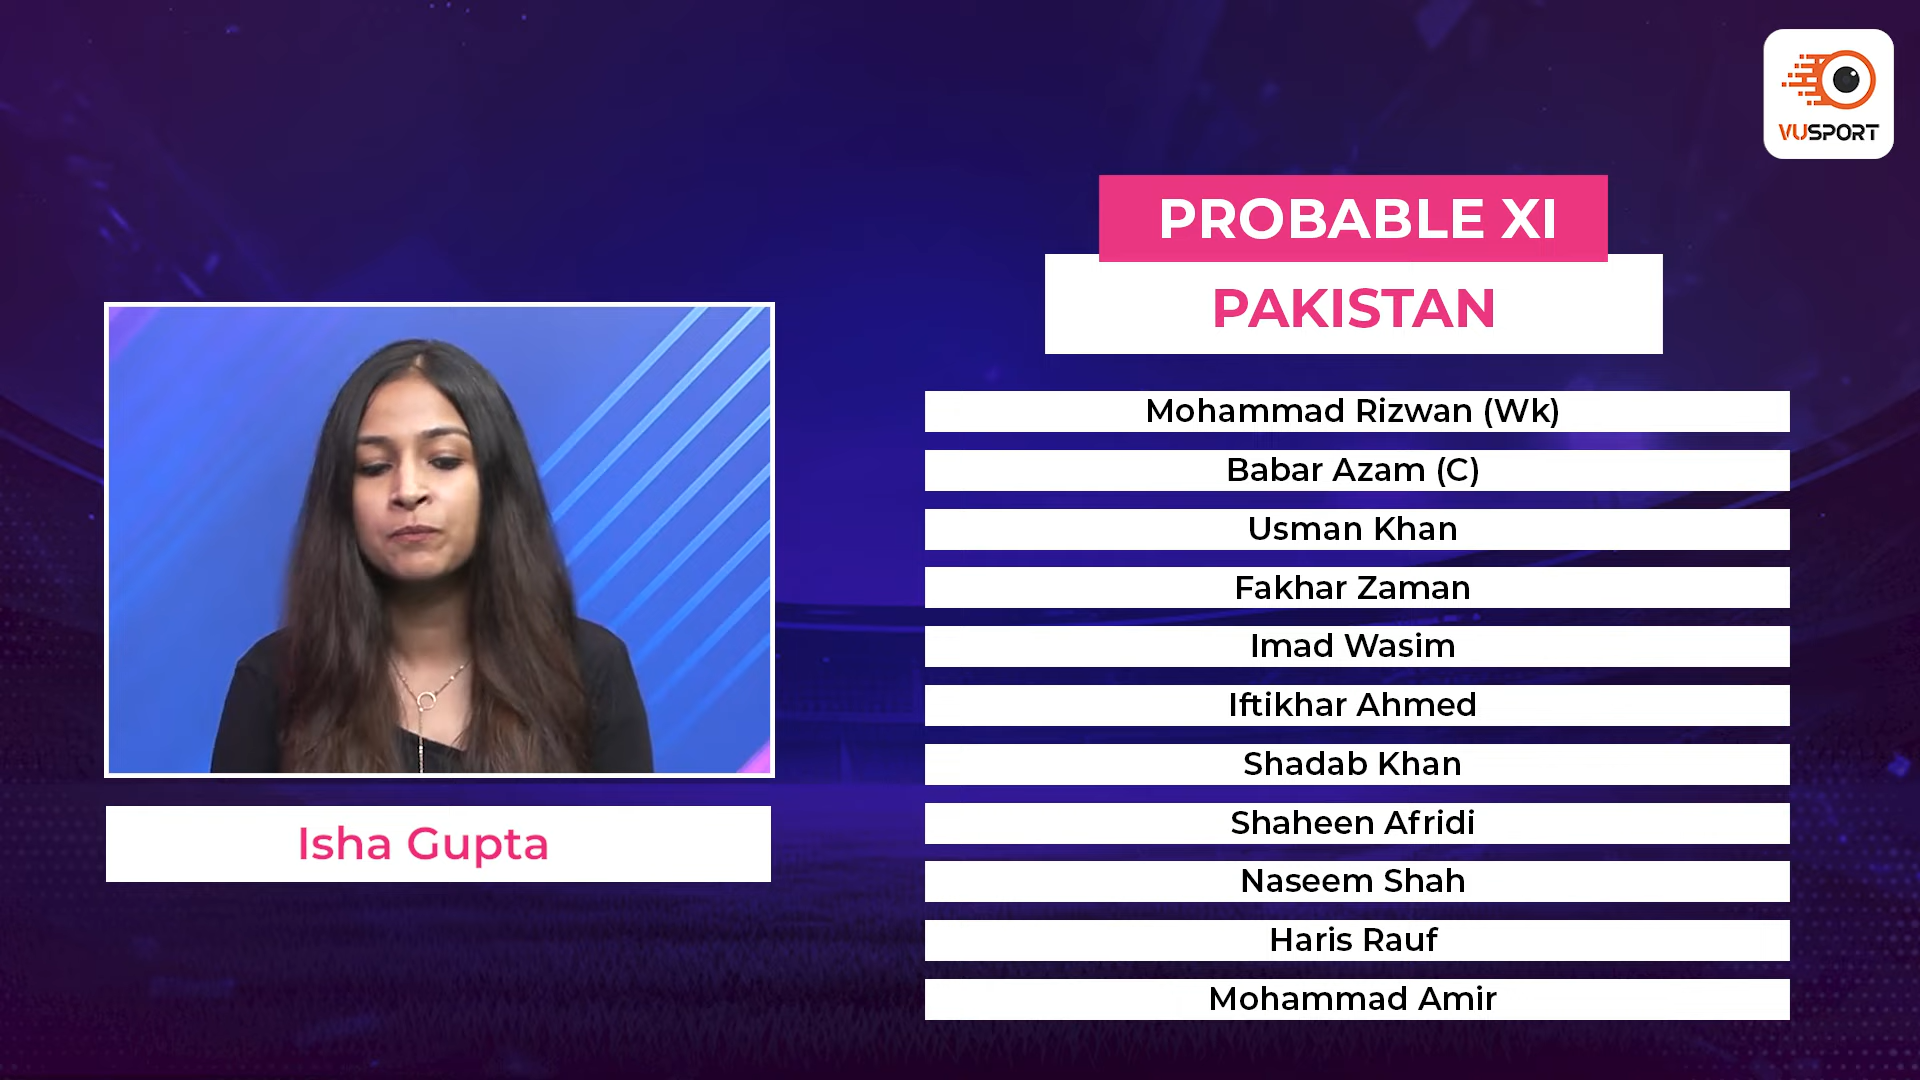 VUSPORT
PROBABLE XI
PAKISTAN
Mohammad Rizwan (Wk)
Babar Azam (C)
Usman Khan
Fakhar Zaman
Imad Wasim
Iftikhar Ahmed
Shadab Khan
Shaheen Afridi
Naseem Shah
Haris Rauf
Mohammad Amir
Isha Gupta